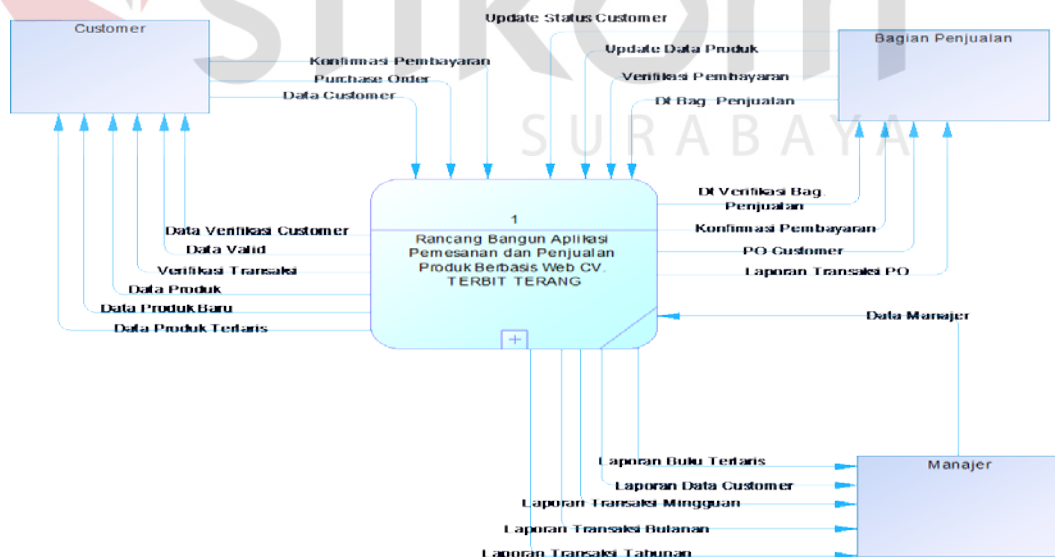 stikom
SURABAYA
Customer
Update Status Customer
Update Data Produk
Verifikasi Pembayaran
Dt Bag. Penjualan
Bagian Penjualan
Konfirmasi Pembayaran
Purchase Order
Data Customer
1
Rancang Bangun Aplikasi
Pemesanan dan Penjualan
Produk Berbasis Web CV.
TERBIT TERANG
Data Verifikasi Customer
Data Valid
Verifikasi Transaksi
Data Produk
Data Produk Baru
Data Produk Terlaris
Dt Verifikasi Bag.
Penjualan
Konfirmasi Pembayaran
PO Customer
Laporan Transaksi PO
Data Manajer
Laporan Buku Terlaris
Laporan Data Customer
Laporan Transaksi Mingguan
Laporan Transaksi Bulanan
Laporan Transaksi Tahunan
Manajer